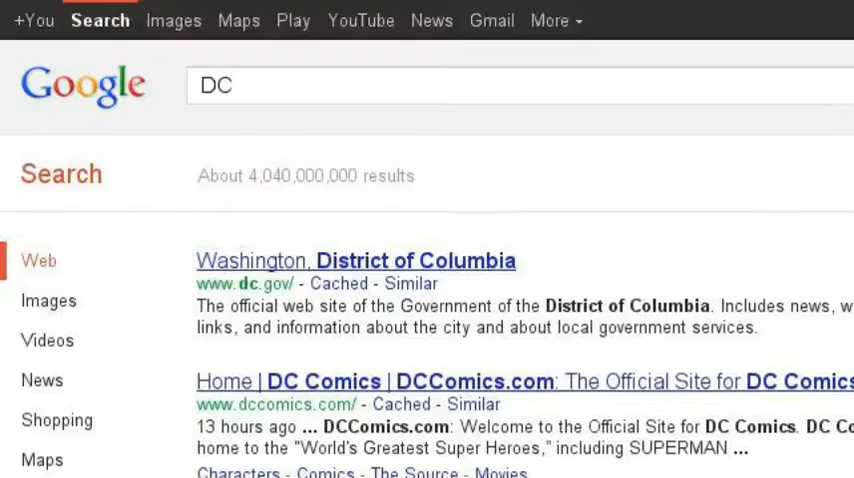 +You Search Images Maps Play YouTube News Gmail More
Google DC
Search About 4,040,000,000 results
Web
Images
Videos
News
Shopping
Maps
Washington, District of Columbia
www.dc.gov/ - Cached - Similar
The official web site of the Government of the District of Columbia. Includes news, w
links, and information about the city and about local government services.
Home | DC Comics | DCComics.com: The Official Site for DC Comics
www.dccomics.com/ - Cached - Similar
13 hours ago ... DCComics.com: Welcome to the Official Site for DC Comics. DC Co
home to the "World's Greatest Super Heroes," including SUPERMAN ...
Characters - Comics - The Source - Movies